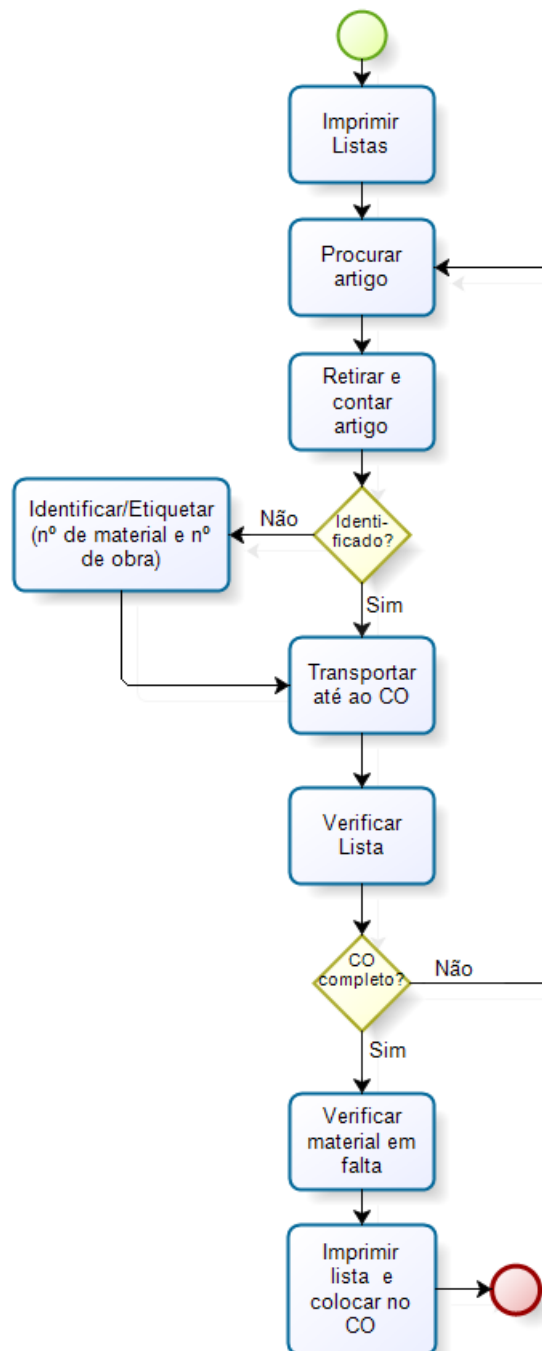 Imprimir
Listas
Procurar
artigo
Retirar e
contar
artigo
Identi-
ficado?
Não
Identificar/Etiquetar
(nº de material e nº
de obra)
Sim
Transportar
até ao CO
Verificar
Lista
CO
completo?
Não
Sim
Verificar
material em
falta
Imprimir
lista e
colocar no
CO